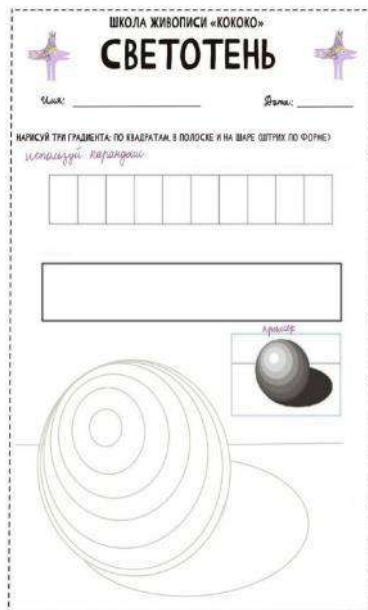 ШКОЛА ЖИВОПИСИ «КОКОКО»
СВЕТОТЕНЬ
Имя: Дата:
НАРИСУЙ ТРИ ГРАДИЕНТА: ПО КВАДРАТАМ, В ПОЛОСКЕ И НА ШАРЕ (ШТРИХ ПО ФОРМЕ)
используй карандаш
пример